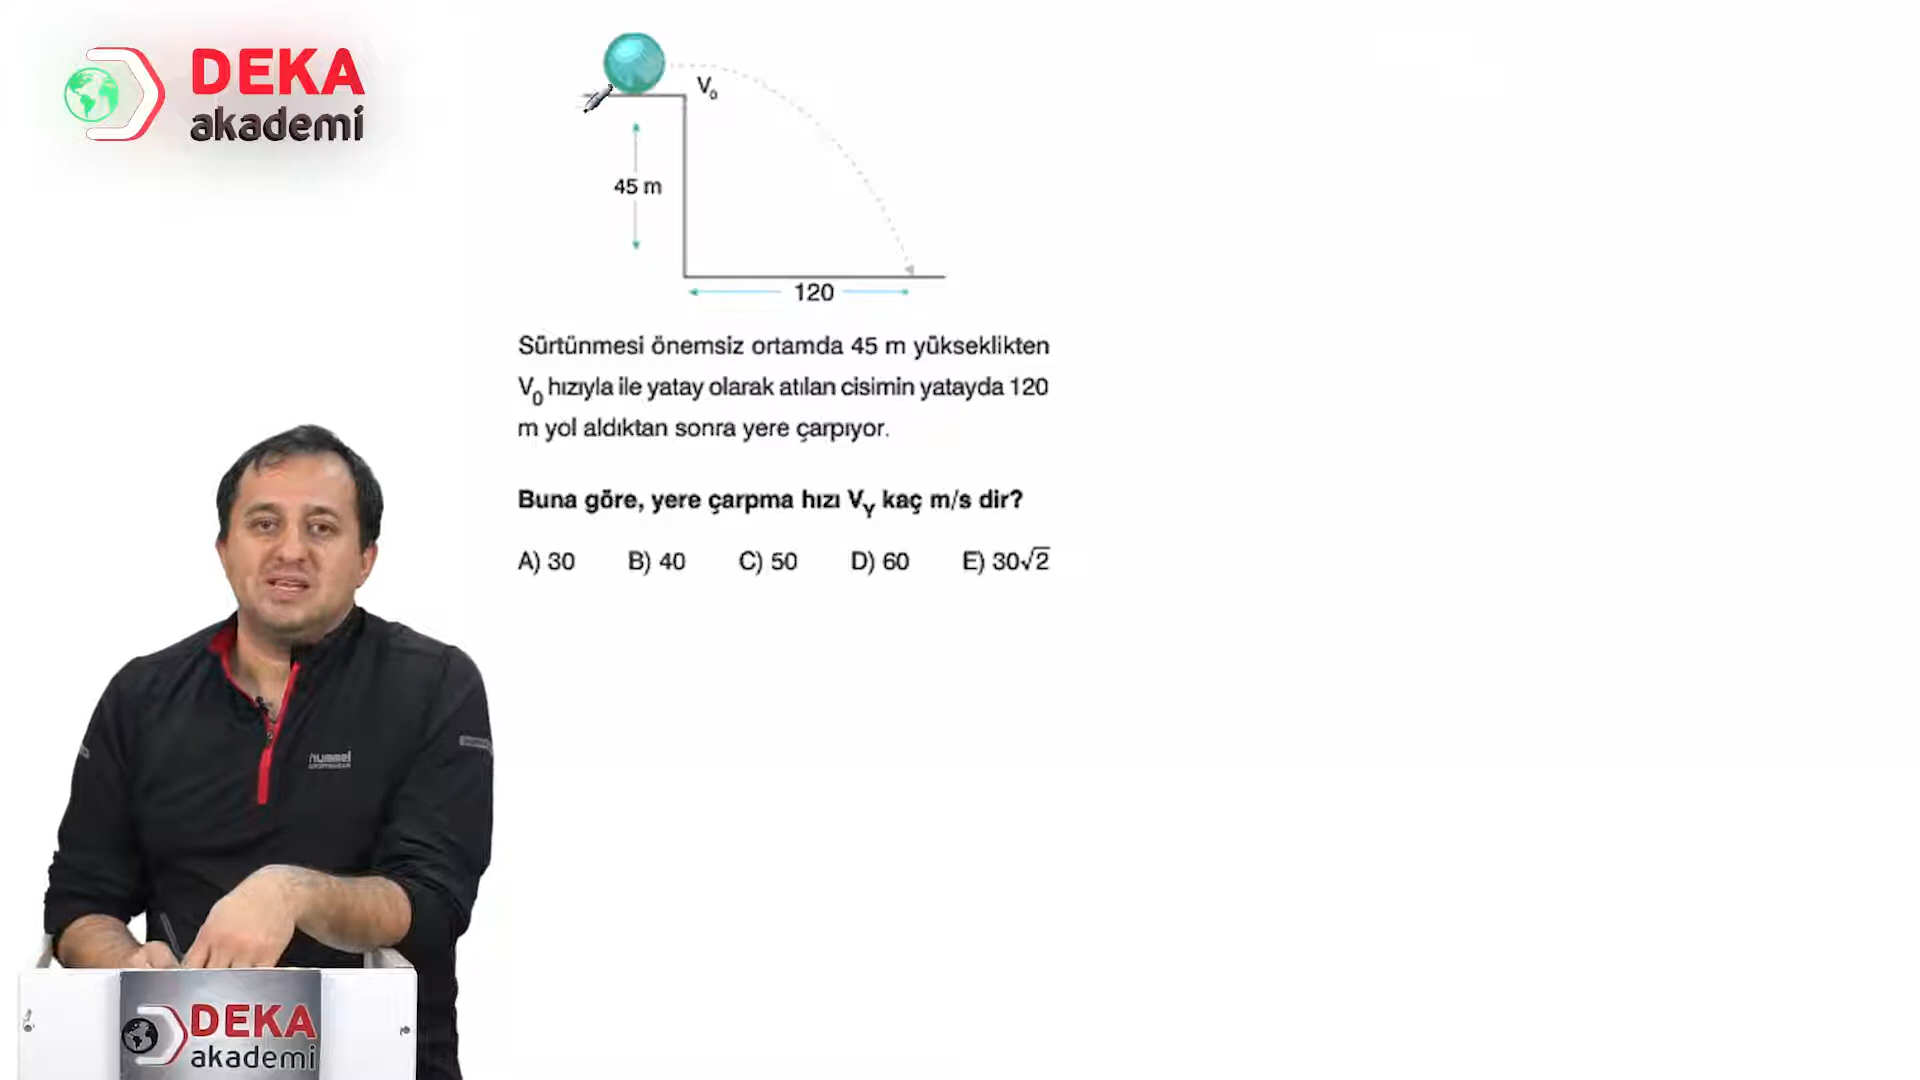 DEKA
akademi
V₀
45 m
120
Sürtünmesi önemsiz ortamda 45 m yükseklikten
V₀ hızıyla ile yatay olarak atılan cisimin yatayda 120
m yol aldıktan sonra yere çarpıyor.
Buna göre, yere çarpma hızı Vᵧ kaç m/s dir?
A) 30 B) 40 C) 50 D) 60 E) 30√2
hummel
DEKA
akademi